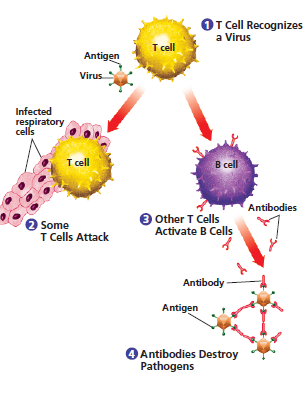 1 T Cell Recognizes
a Virus
T cell
Antigen
Virus
Infected
respiratory
cells
T cell
B cell
2 Some
T Cells Attack
3 Other T Cells
Activate B Cells
Antibodies
Antibody
Antigen
4 Antibodies Destroy
Pathogens